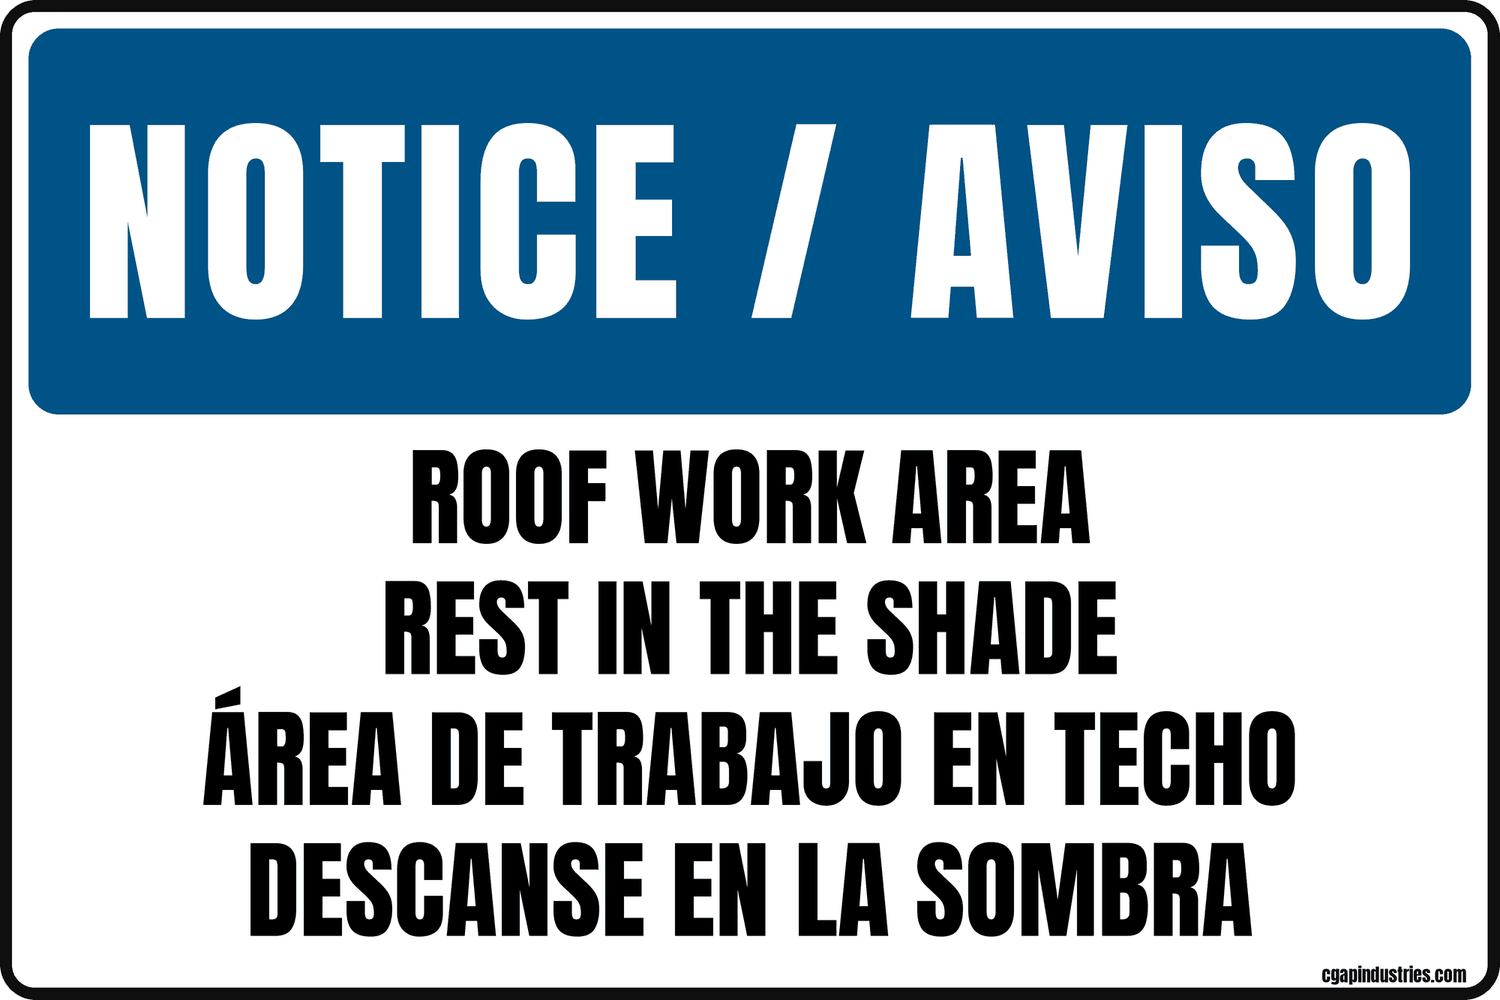 NOTICE / AVISO
ROOF WORK AREA
REST IN THE SHADE
ÁREA DE TRABAJO EN TECHO
DESCANSE EN LA SOMBRA
cgapindustries.com